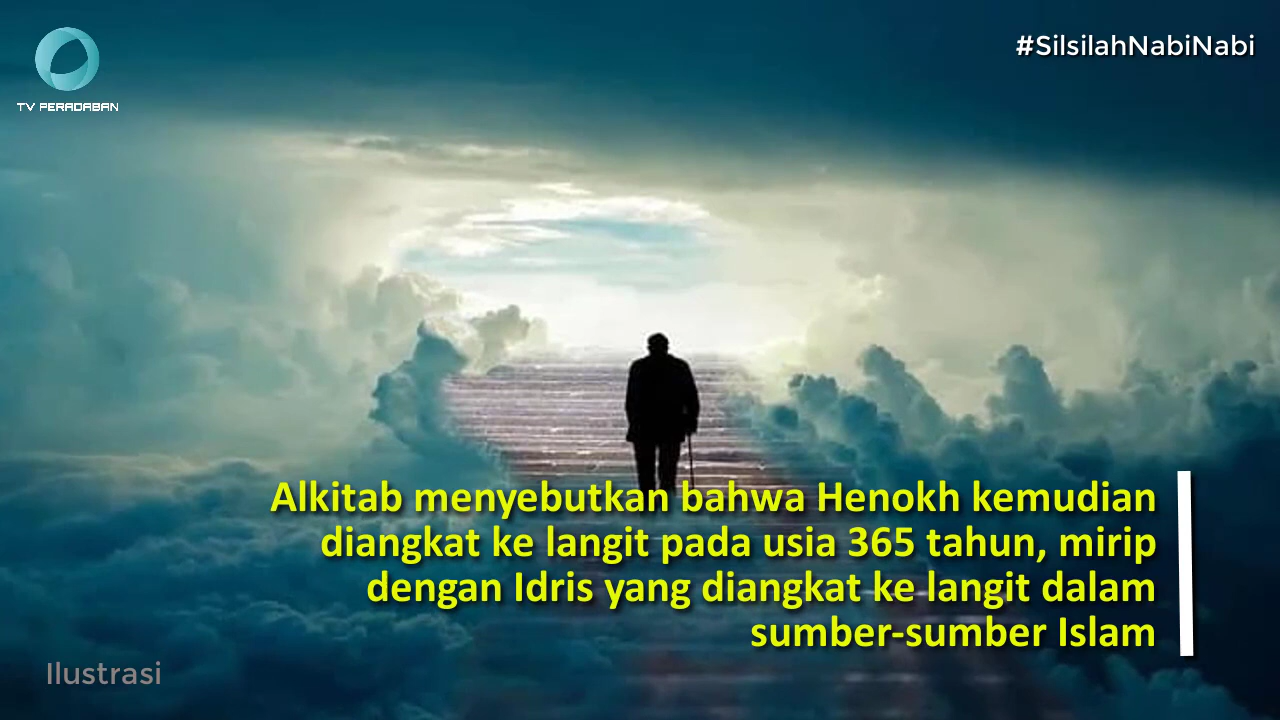 TV PERADABAN
#SilsilahNabiNabi
Alkitab menyebutkan bahwa Henokh kemudian
diangkat ke langit pada usia 365 tahun, mirip
dengan Idris yang diangkat ke langit dalam
sumber-sumber Islam
Ilustrasi